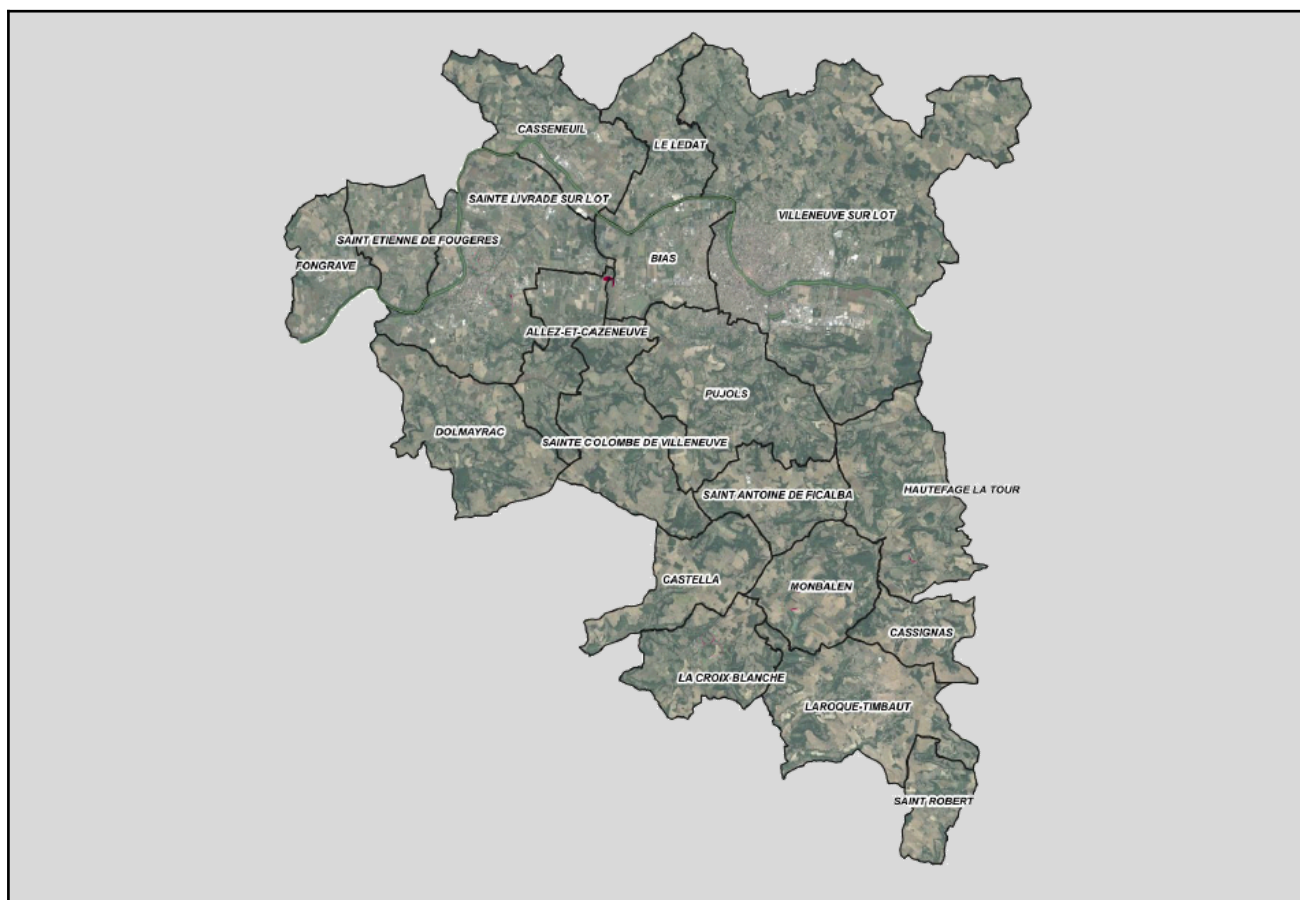 CASSENEUIL
LE LEDAT
SAINTE LIVRADE SUR LOT
VILLENEUVE SUR LOT
SAINT ETIENNE DE FOUGERES
FONGRAVE
BIAS
ALLEZ-ET-CAZENEUVE
PUJOLS
DOLMAYRAC
SAINTE COLOMBE DE VILLENEUVE
HAUTEFAGE LA TOUR
SAINT ANTOINE DE FICALBA
CASTELLA
MONBALEN
CASSIGNAS
LA CROIX-BLANCHE
LAROQUE-TIMBAUT
SAINT ROBERT